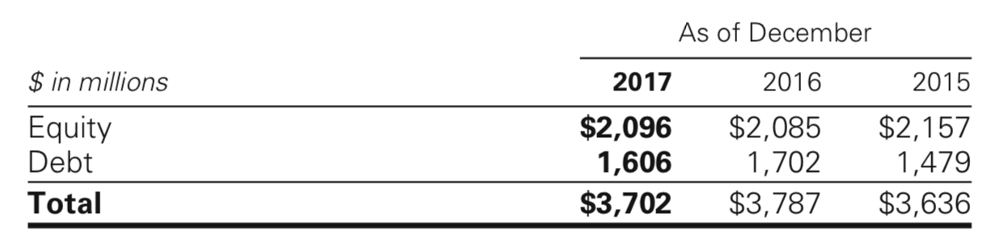 As of December
$ in millions 2017 2016 2015
Equity $2,096 $2,085 $2,157
Debt 1,606 1,702 1,479
Total $3,702 $3,787 $3,636